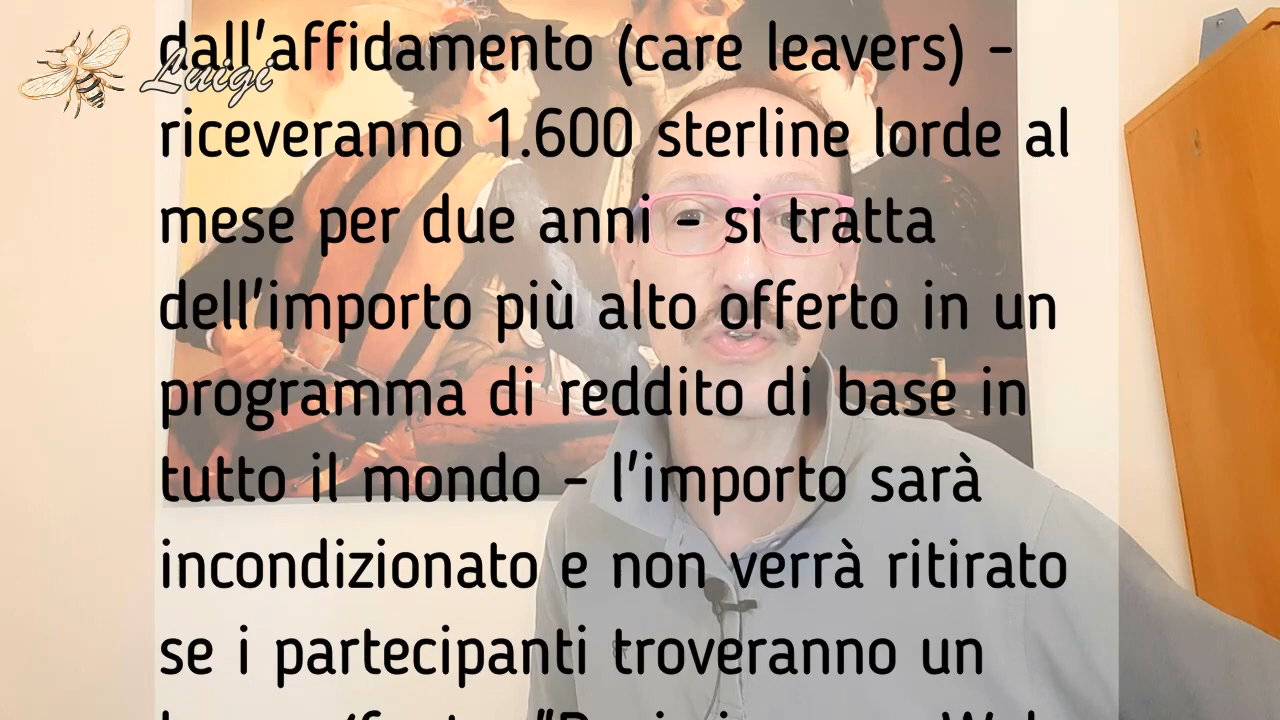 Luigi
dall'affidamento (care leavers) -
riceveranno 1.600 sterline lorde al
mese per due anni - si tratta
dell'importo più alto offerto in un
programma di reddito di base in
tutto il mondo - l'importo sarà
incondizionato e non verrà ritirato
se i partecipanti troveranno un